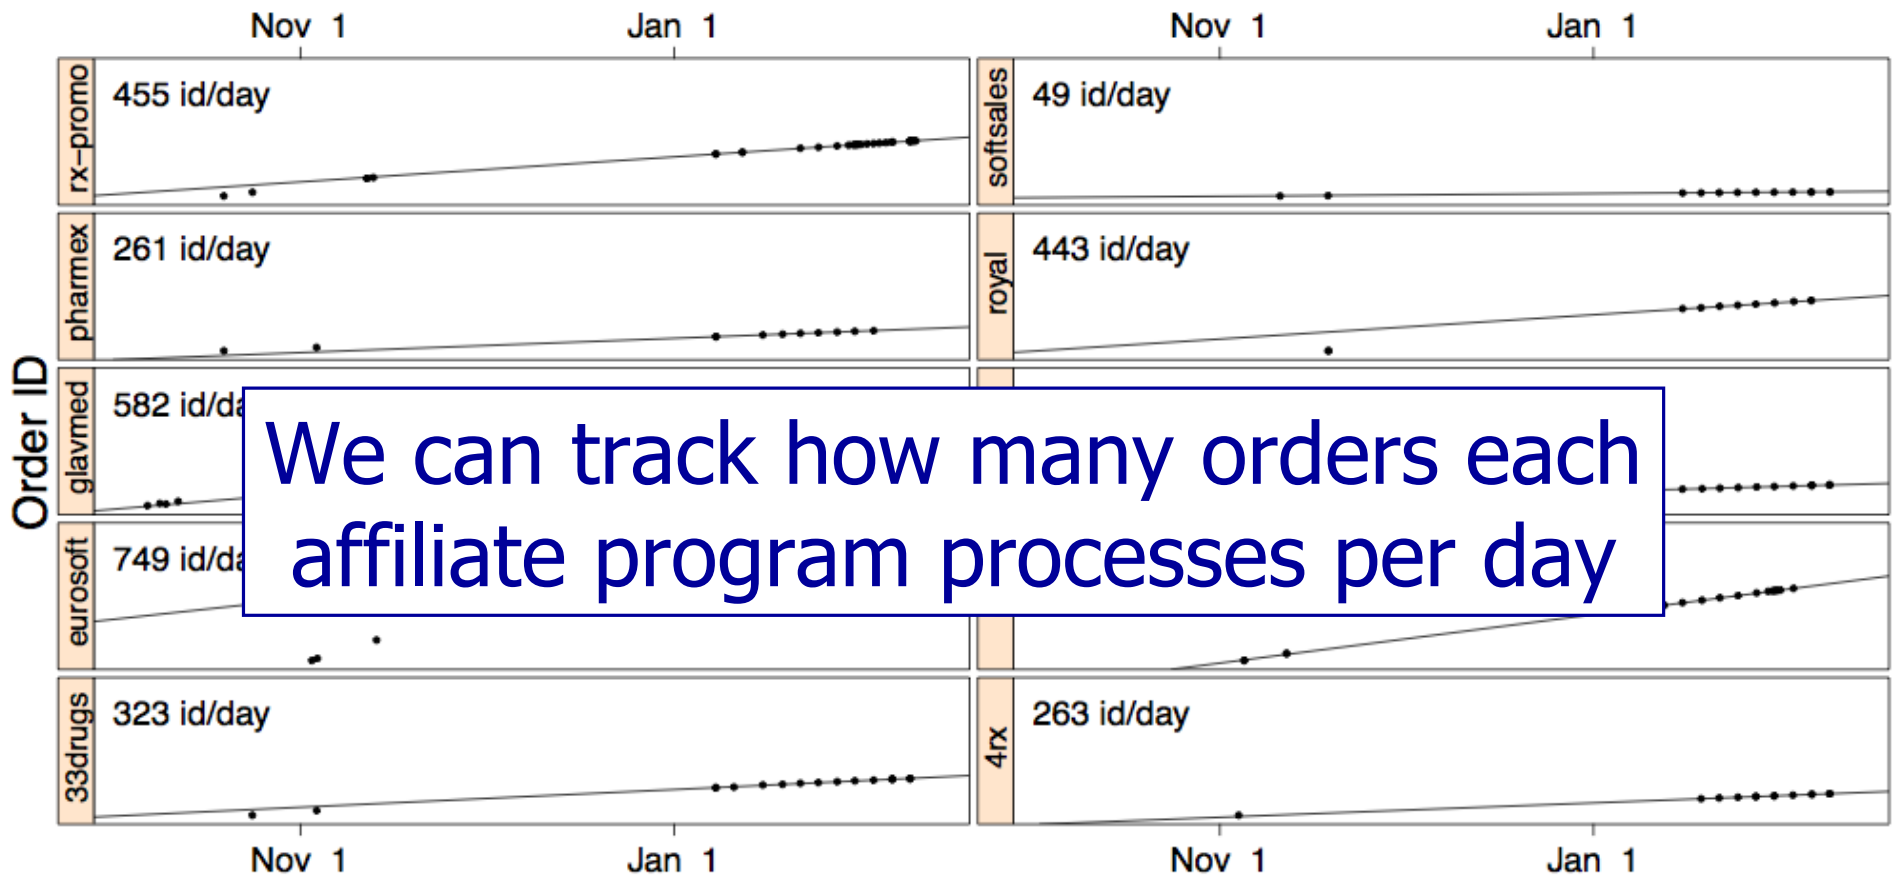 Nov 1
Jan 1
Nov 1
Jan 1
Order ID
rx-promo
455 id/day
softsales
49 id/day
pharmex
261 id/day
royal
443 id/day
glavmed
582 id/da
eurosoft
749 id/da
We can track how many orders each
affiliate program processes per day
33drugs
323 id/day
4rx
263 id/day
Nov 1
Jan 1
Nov 1
Jan 1